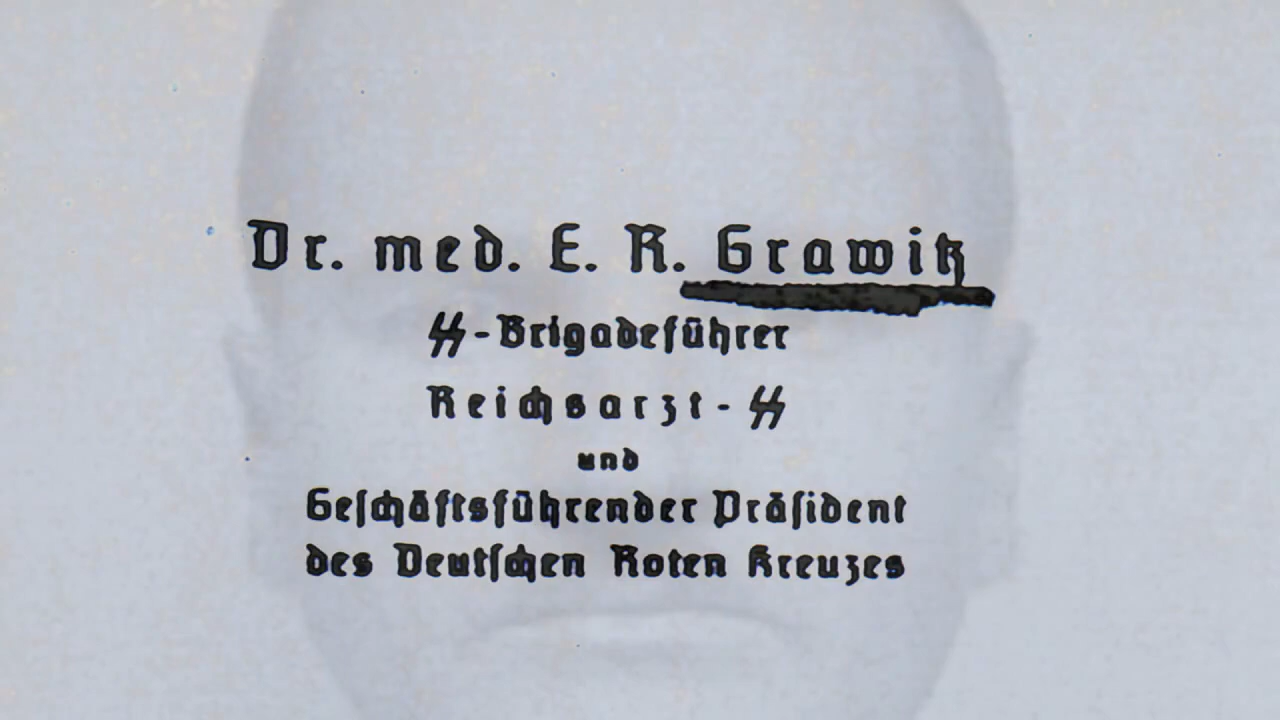 Dr. med. E. R. Grawitz
SS-Brigadeführer
Reichsarzt-SS
und
Geschäftsführender Präsident
des Deutschen Roten Kreuzes